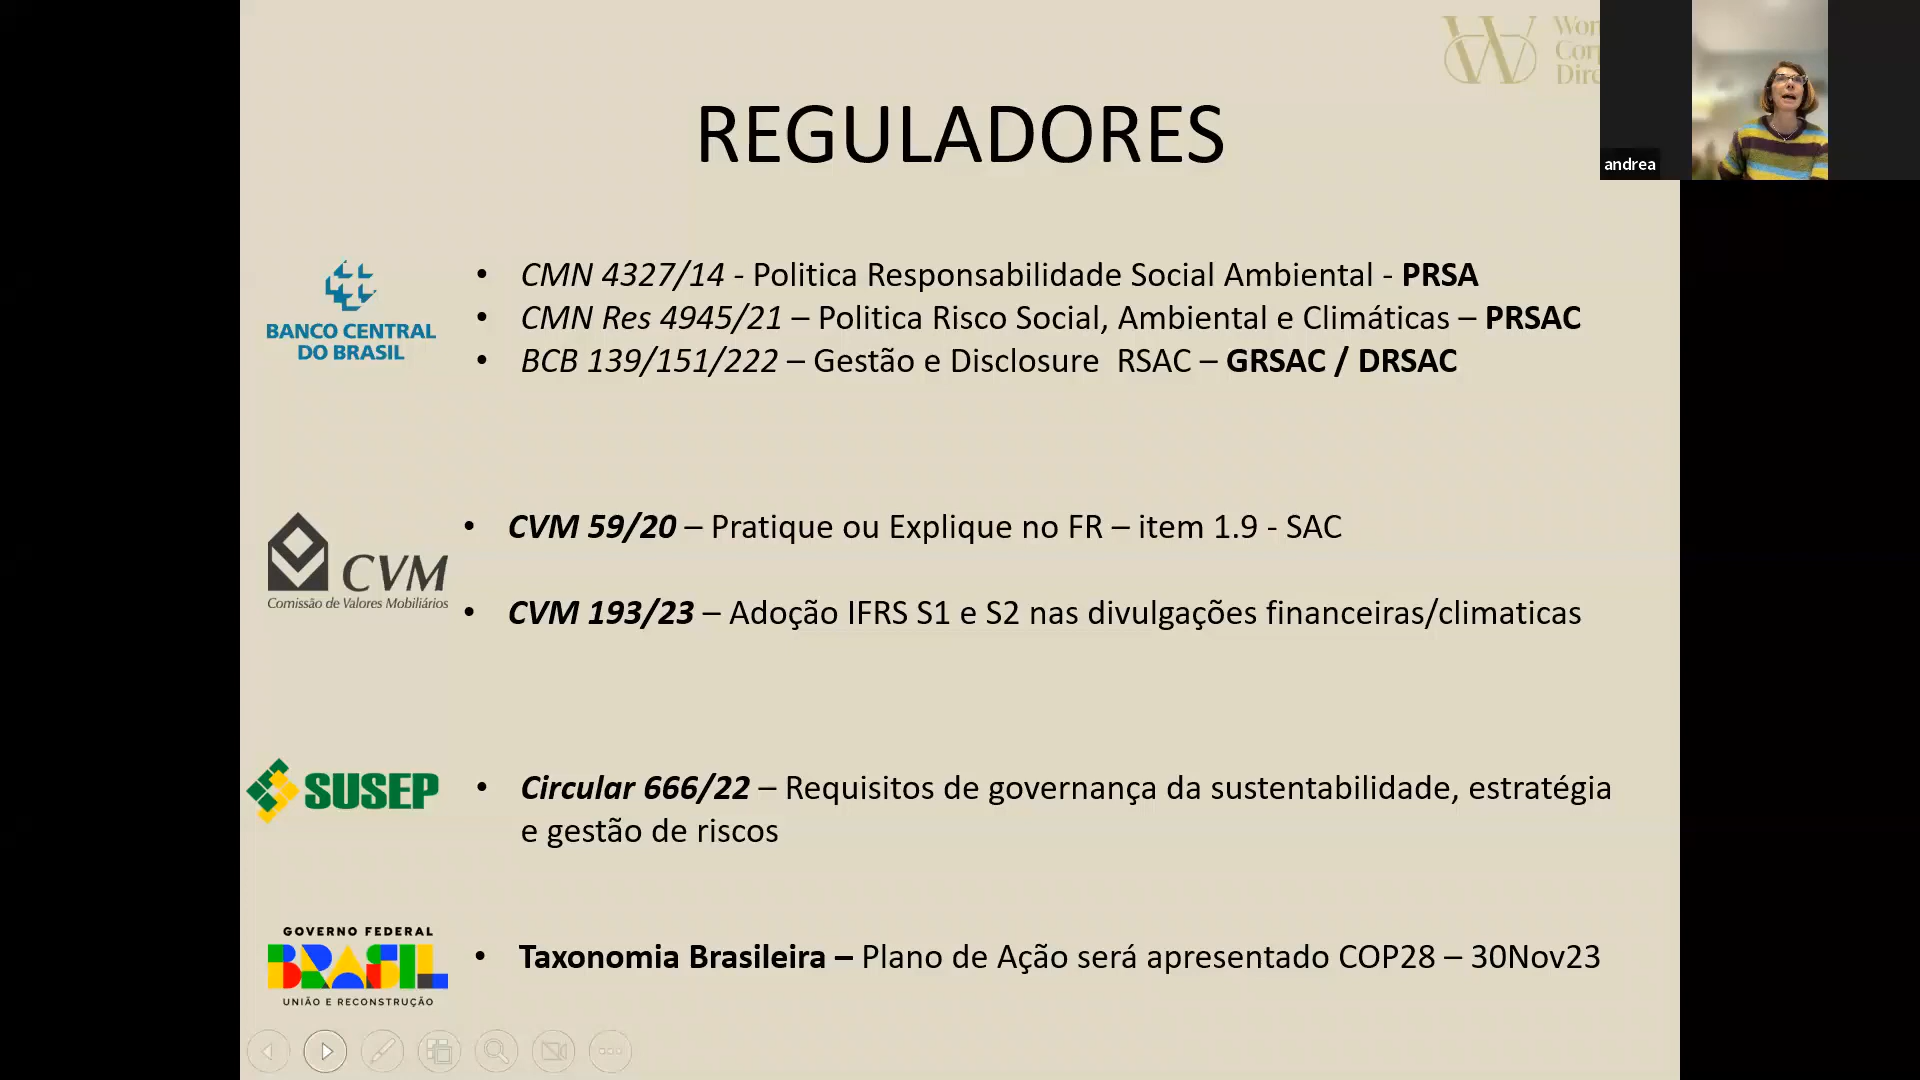 Wo
Co
Dir
andrea
REGULADORES
BANCO CENTRAL
DO BRASIL
• CMN 4327/14 - Politica Responsabilidade Social Ambiental - PRSA
• CMN Res 4945/21 – Politica Risco Social, Ambiental e Climáticas – PRSAC
• BCB 139/151/222 – Gestão e Disclosure RSAC – GRSAC / DRSAC
CVM
Comissão de Valores Mobiliários
• CVM 59/20 – Pratique ou Explique no FR – item 1.9 - SAC
• CVM 193/23 – Adoção IFRS S1 e S2 nas divulgações financeiras/climaticas
SUSEP
• Circular 666/22 – Requisitos de governança da sustentabilidade, estratégia
e gestão de riscos
GOVERNO FEDERAL
BRASIL
UNIÃO E RECONSTRUÇÃO
• Taxonomia Brasileira – Plano de Ação será apresentado COP28 – 30Nov23